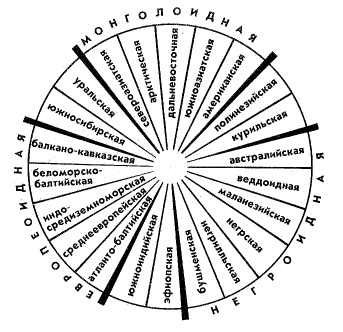 МОНГОЛОИДНАЯ
североазиатская
арктическая
дальневосточная
южноазиатская
американская
полинезийская
курильская
НЕГРОИДНАЯ
австралийская
веддоидная
меланезийская
негрская
негрилльская
бушменская
эфиопская
южноиндийская
ЕВРОПЕОИДНАЯ
атланто-балтийская
среднеевропейская
индо-
средиземноморская
беломорско-
балтийская
балкано-кавказская
южносибирская
уральская